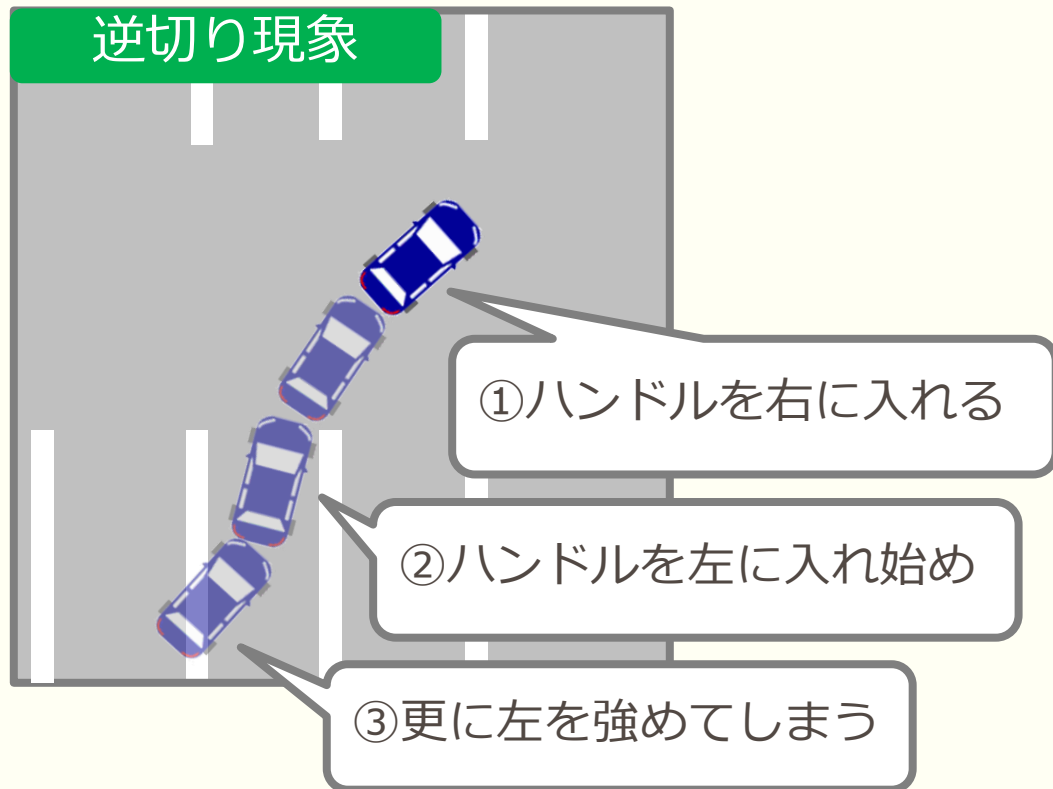 逆切り現象
①ハンドルを右に入れる
②ハンドルを左に入れ始め
③更に左を強めてしまう